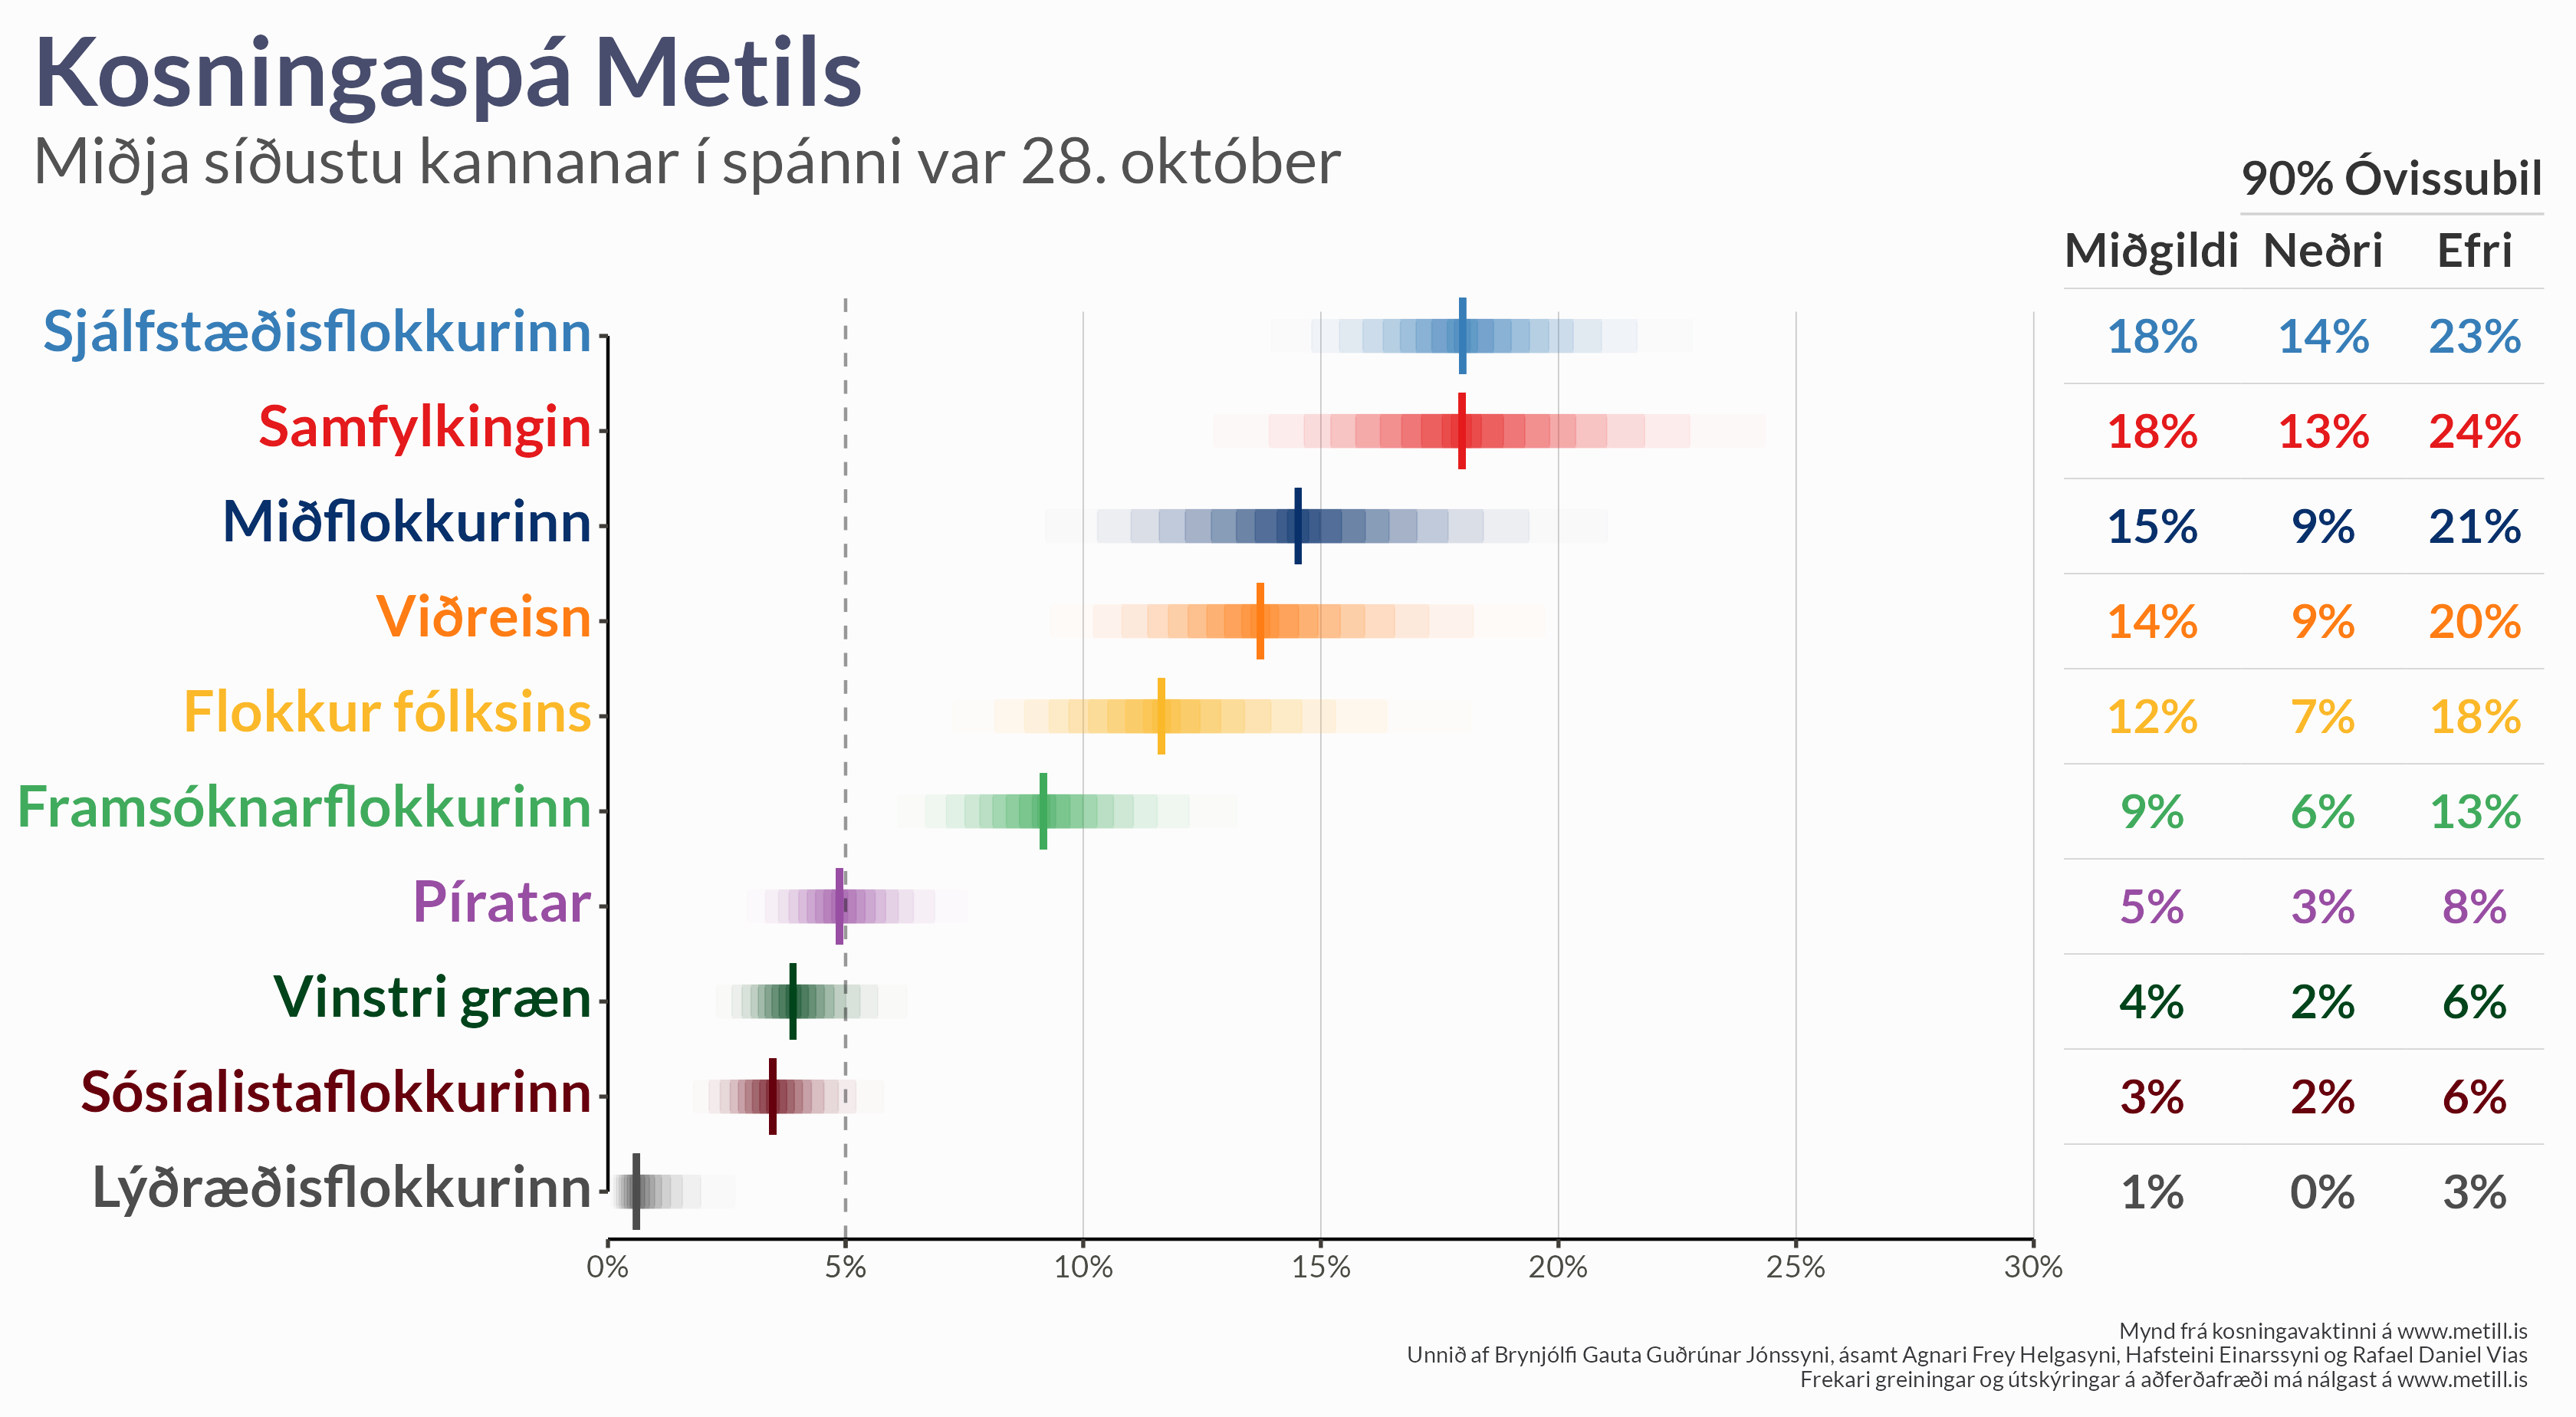 Kosningaspá Metils
Miðja síðustu kannanar í spánni var 28. október
90% Óvissubil
Miðgildi Neðri Efri
Sjálfstæðisflokkurinn 18% 14% 23%
Samfylkingin 18% 13% 24%
Miðflokkurinn 15% 9% 21%
Viðreisn 14% 9% 20%
Flokkur fólksins 12% 7% 18%
Framsóknarflokkurinn 9% 6% 13%
Píratar 5% 3% 8%
Vinstri græn 4% 2% 6%
Sósíalistaflokkurinn 3% 2% 6%
Lýðræðisflokkurinn 1% 0% 3%
0% 5% 10% 15% 20% 25% 30%
Mynd frá kosningavaktinni á www.metill.is
Unnið af Brynjólfi Gauta Guðrúnar Jónssyni, ásamt Agnari Frey Helgasyni, Hafsteini Einarssyni og Rafael Daniel Vias
Frekari greiningar og útskýringar á aðferðafræði má nálgast á www.metill.is